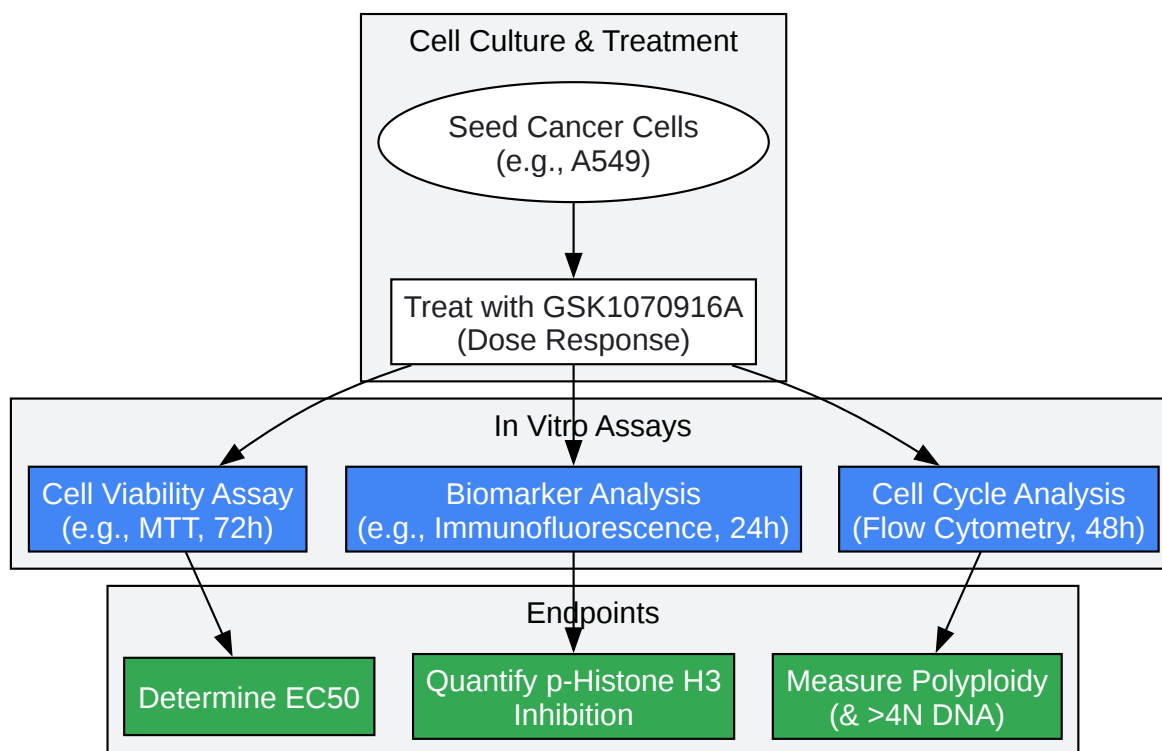 Cell Culture & Treatment
Seed Cancer Cells
(e.g., A549)
Treat with GSK1070916A
(Dose Response)
In Vitro Assays
Cell Viability Assay
(e.g., MTT, 72h)
Biomarker Analysis
(e.g., Immunofluorescence, 24h)
Cell Cycle Analysis
(Flow Cytometry, 48h)
Endpoints
Determine EC50
Quantify p-Histone H3
Inhibition
Measure Polyploidy
(& >4N DNA)